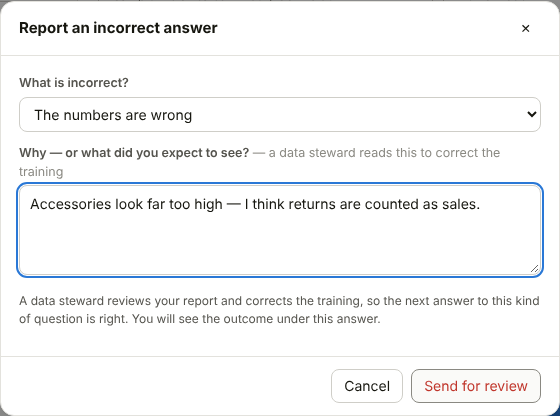 Report an incorrect answer
×
What is incorrect?
The numbers are wrong
Why — or what did you expect to see? — a data steward reads this to correct the
training
Accessories look far too high — I think returns are counted as sales.
A data steward reviews your report and corrects the training, so the next answer to this kind
of question is right. You will see the outcome under this answer.
Cancel
Send for review